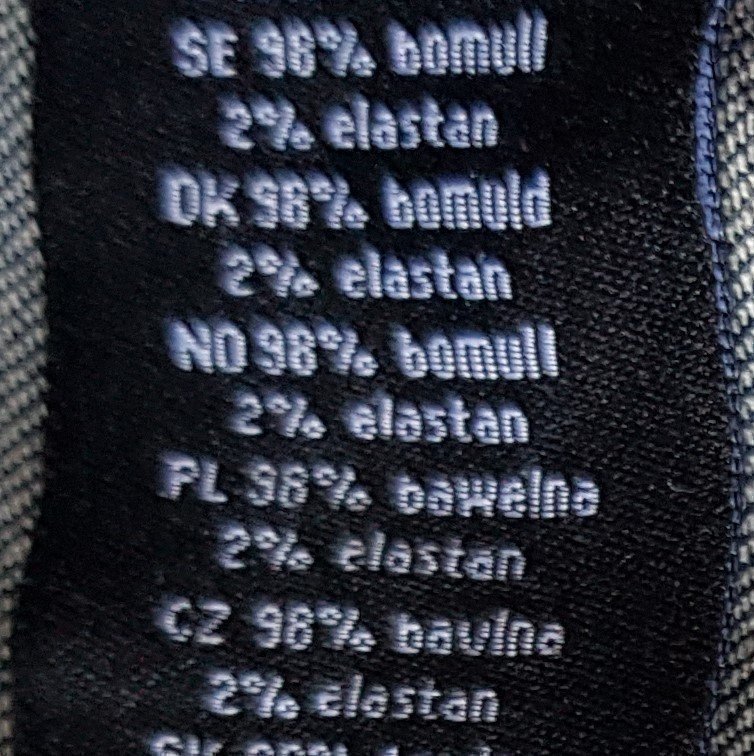 SE 98% bomull
2% elastan
DK 98% bomuld
2% elastan
NO 98% bomull
2% elastan
PL 98% bawełna
2% elastan
CZ 98% bavlna
2% elastan